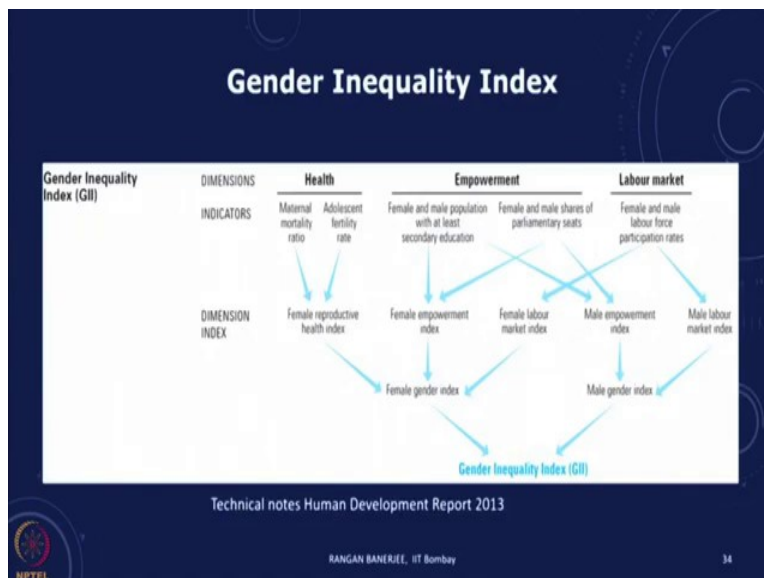 Gender Inequality Index
Gender Inequality
Index (GII)
DIMENSIONS
Health
Empowerment
Labour market
INDICATORS
Maternal
mortality
ratio
Adolescent
fertility
rate
Female and male population
with at least
secondary education
Female and male shares of
parliamentary seats
Female and male
labour force
participation rates
DIMENSION
INDEX
Female reproductive
health index
Female empowerment
index
Female labour
market index
Male empowerment
index
Male labour
market index
Female gender index
Male gender index
Gender Inequality Index (GII)
Technical notes Human Development Report 2013
NPTEL
RANGAN BANERJEE, IIT Bombay
34